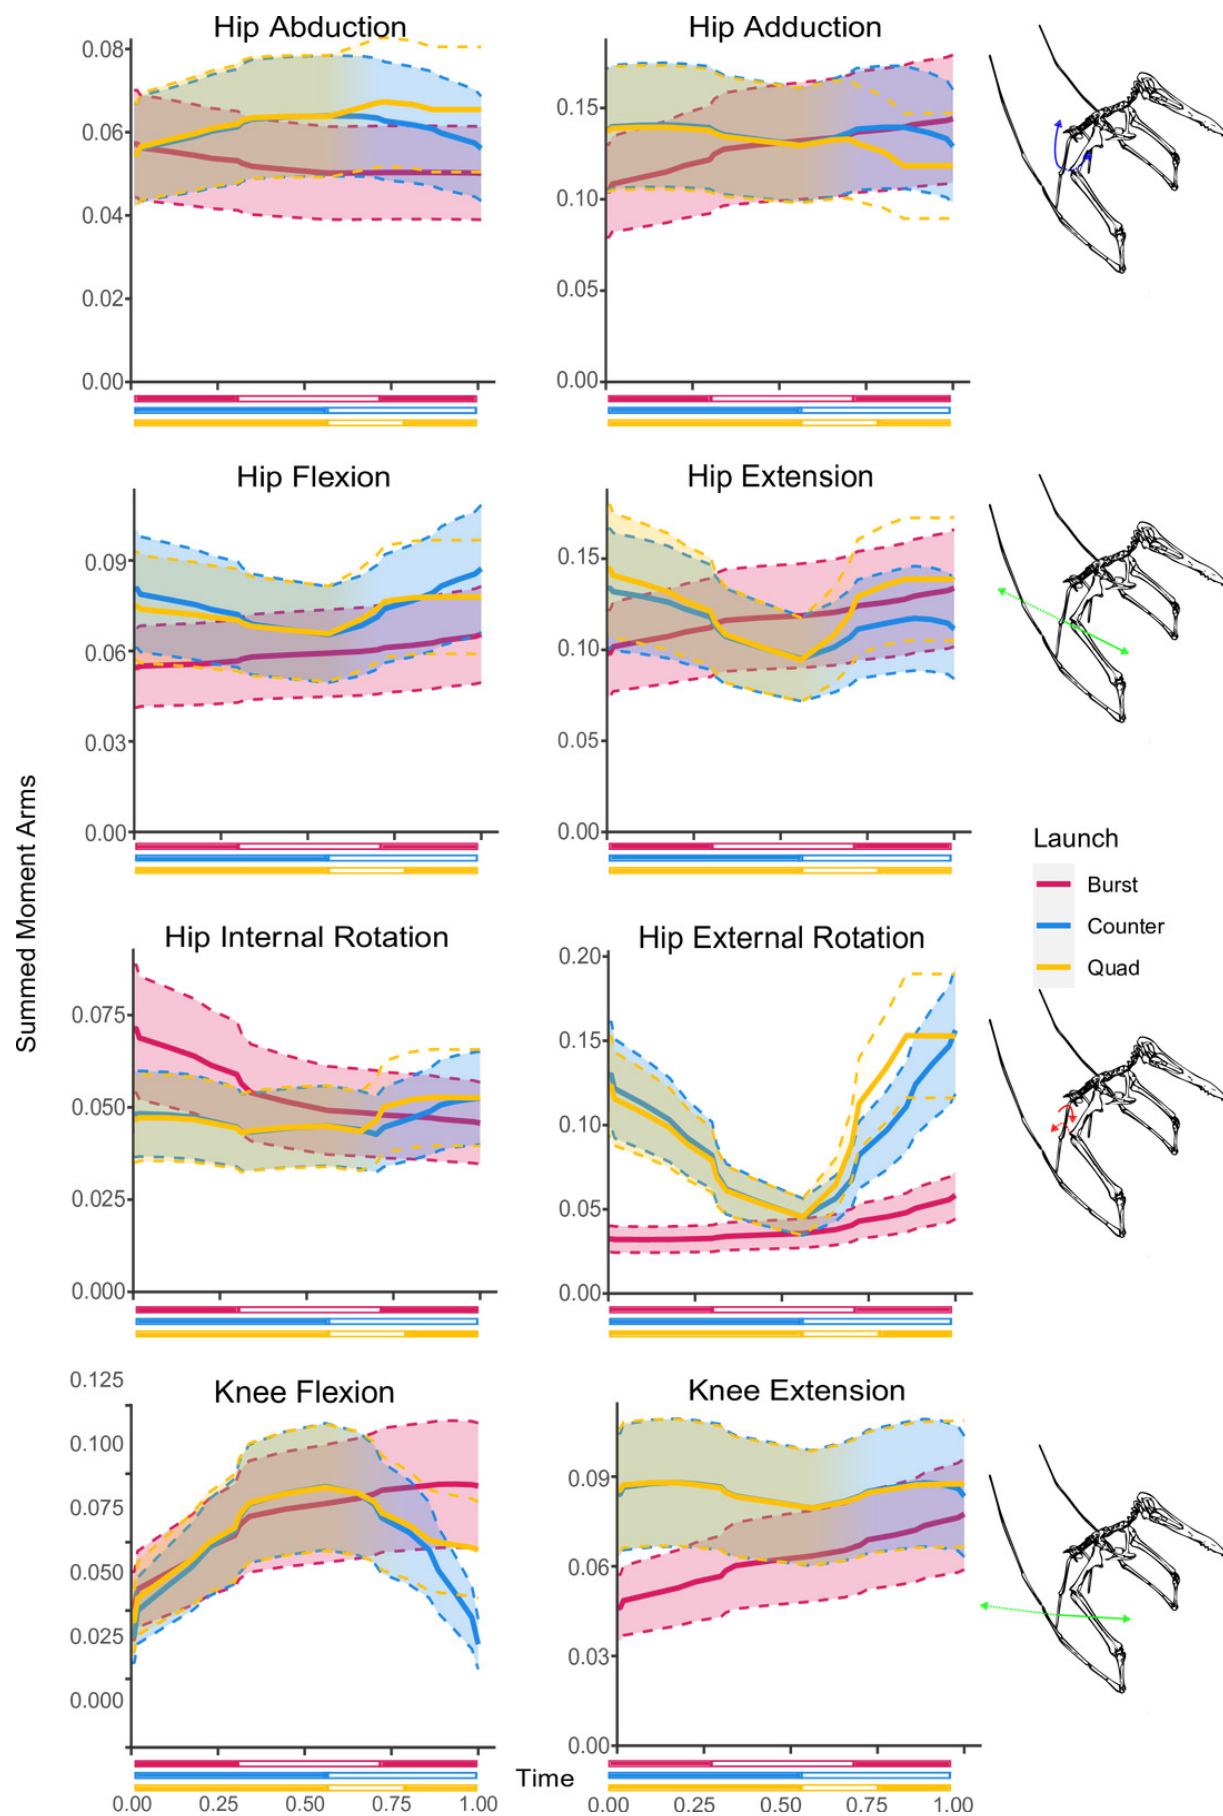 Hip Abduction
Hip Adduction
0.08
0.06
0.04
0.02
0.00
0.15
0.10
0.05
0.00
Hip Flexion
Hip Extension
0.09
0.06
0.03
0.00
0.15
0.10
0.05
0.00
Summed Moment Arms
Launch
Burst
Counter
Quad
Hip Internal Rotation
Hip External Rotation
0.075
0.050
0.025
0.000
0.20
0.15
0.10
0.05
0.00
Knee Flexion
Knee Extension
0.125
0.100
0.075
0.050
0.025
0.000
0.09
0.06
0.03
0.00
Time
0.00 0.25 0.50 0.75 1.00
0.00 0.25 0.50 0.75 1.00